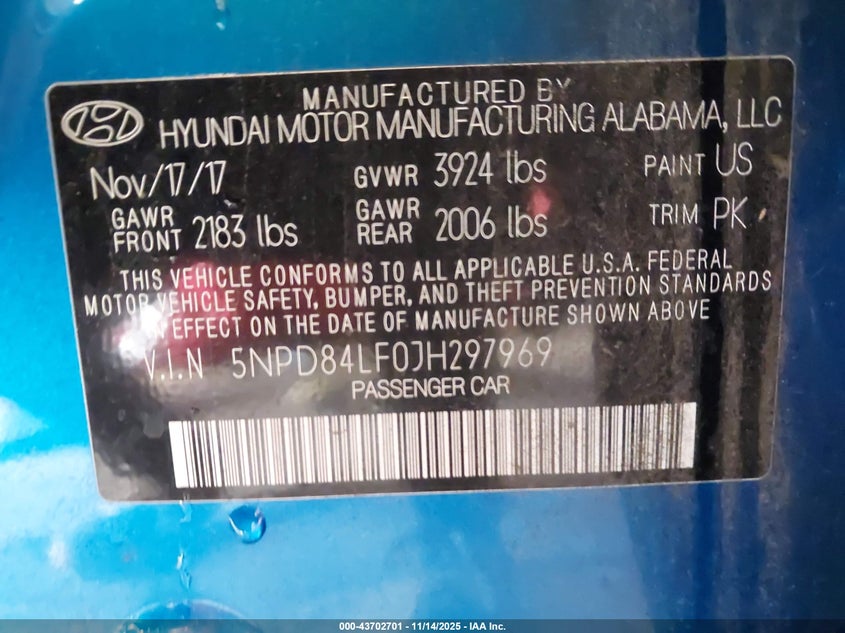 MANUFACTURED BY
HYUNDAI MOTOR MANUFACTURING ALABAMA, LLC
Nov/17/17 GVWR 3924 lbs PAINT US
GAWR FRONT 2183 lbs GAWR REAR 2006 lbs TRIM PK
THIS VEHICLE CONFORMS TO ALL APPLICABLE U.S.A. FEDERAL
MOTOR VEHICLE SAFETY, BUMPER, AND THEFT PREVENTION STANDARDS
IN EFFECT ON THE DATE OF MANUFACTURE SHOWN ABOVE
V.I.N 5NPD84LF0JH297969
PASSENGER CAR
000-43702701 - 11/14/2025 - IAA Inc.